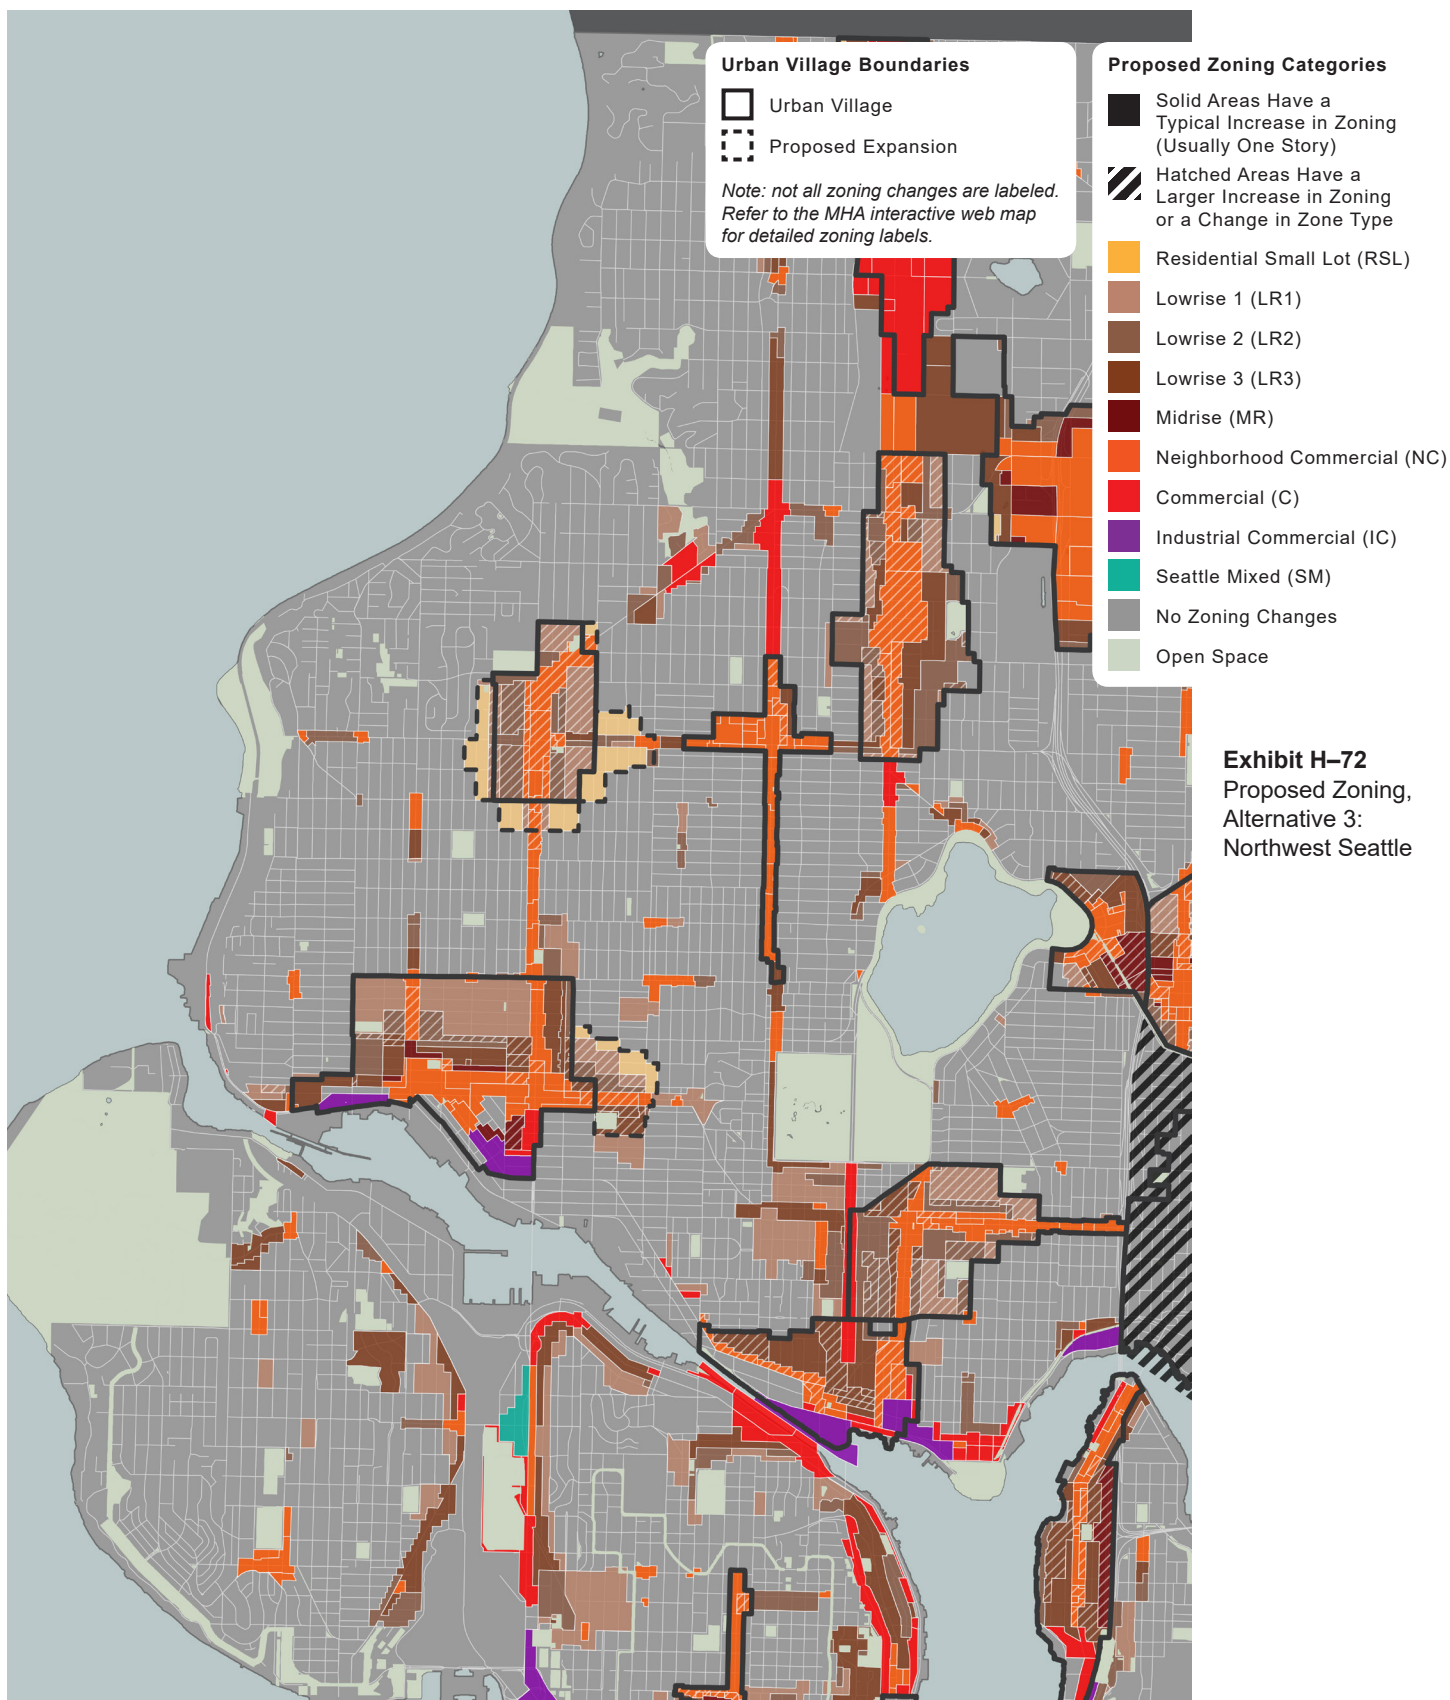 Urban Village Boundaries
Urban Village
Proposed Expansion
Note: not all zoning changes are labeled.
Refer to the MHA interactive web map
for detailed zoning labels.
Proposed Zoning Categories
Solid Areas Have a
Typical Increase in Zoning
(Usually One Story)
Hatched Areas Have a
Larger Increase in Zoning
or a Change in Zone Type
Residential Small Lot (RSL)
Lowrise 1 (LR1)
Lowrise 2 (LR2)
Lowrise 3 (LR3)
Midrise (MR)
Neighborhood Commercial (NC)
Commercial (C)
Industrial Commercial (IC)
Seattle Mixed (SM)
No Zoning Changes
Open Space
Exhibit H–72
Proposed Zoning,
Alternative 3:
Northwest Seattle